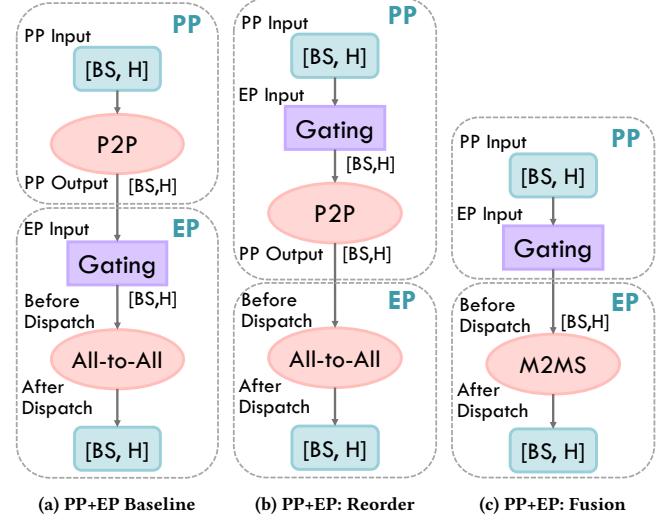 PP
PP Input
[BS, H]
P2P
PP Output
[BS,H]
EP
EP Input
Gating
Before
[BS,H]
Dispatch
All-to-All
After
Dispatch
[BS, H]
(a) PP+EP Baseline
PP
PP Input
[BS, H]
EP Input
Gating
[BS,H]
P2P
PP Output
[BS,H]
EP
Before
Dispatch
All-to-All
After
Dispatch
[BS, H]
(b) PP+EP: Reorder
PP
PP Input
[BS, H]
EP Input
Gating
EP
Before
Dispatch
[BS,H]
M2MS
After
Dispatch
[BS, H]
(c) PP+EP: Fusion